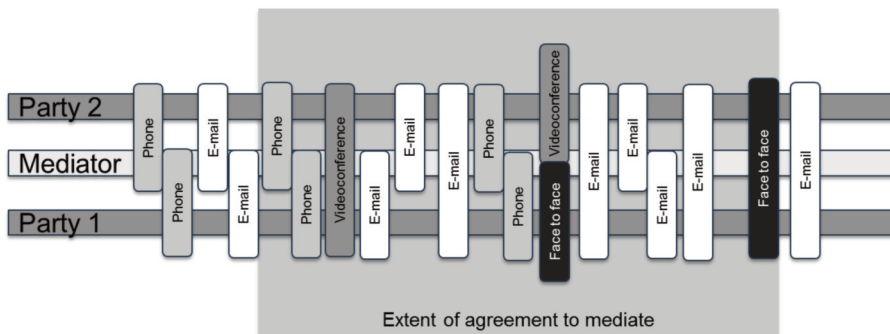 Party 2
Mediator
Party 1
Phone
Phone
E-mail
E-mail
Phone
Phone
Videoconference
E-mail
E-mail
E-mail
Phone
Phone
Videoconference
Face to face
E-mail
E-mail
E-mail
E-mail
Face to face
E-mail
Extent of agreement to mediate